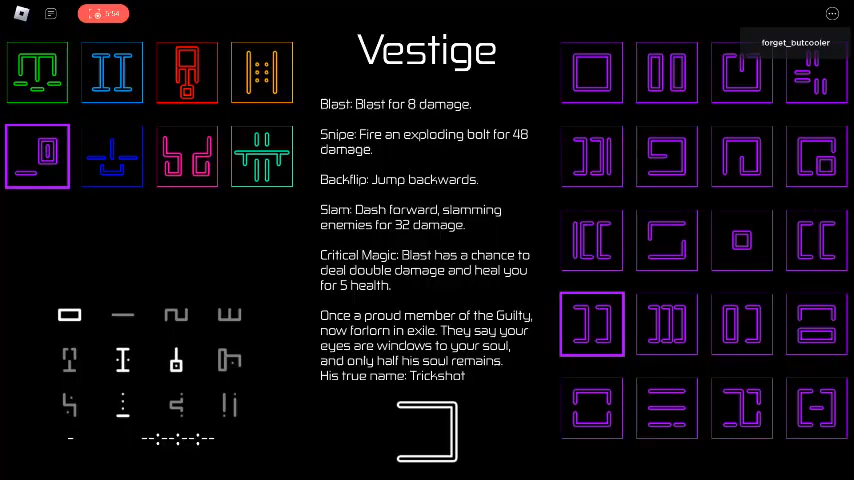 5:54
forget_butcooler
Vestige
Blast: Blast for 8 damage.
Snipe: Fire an exploding bolt for 48
damage.
Backflip: Jump backwards.
Slam: Dash forward, slamming
enemies for 32 damage.
Critical Magic: Blast has a chance to
deal double damage and heal you
for 5 health.
Once a proud member of the Guilty,
now forlorn in exile. They say your
eyes are windows to your soul,
and only half his soul remains.
His true name: Trickshot
- --:--:--:--